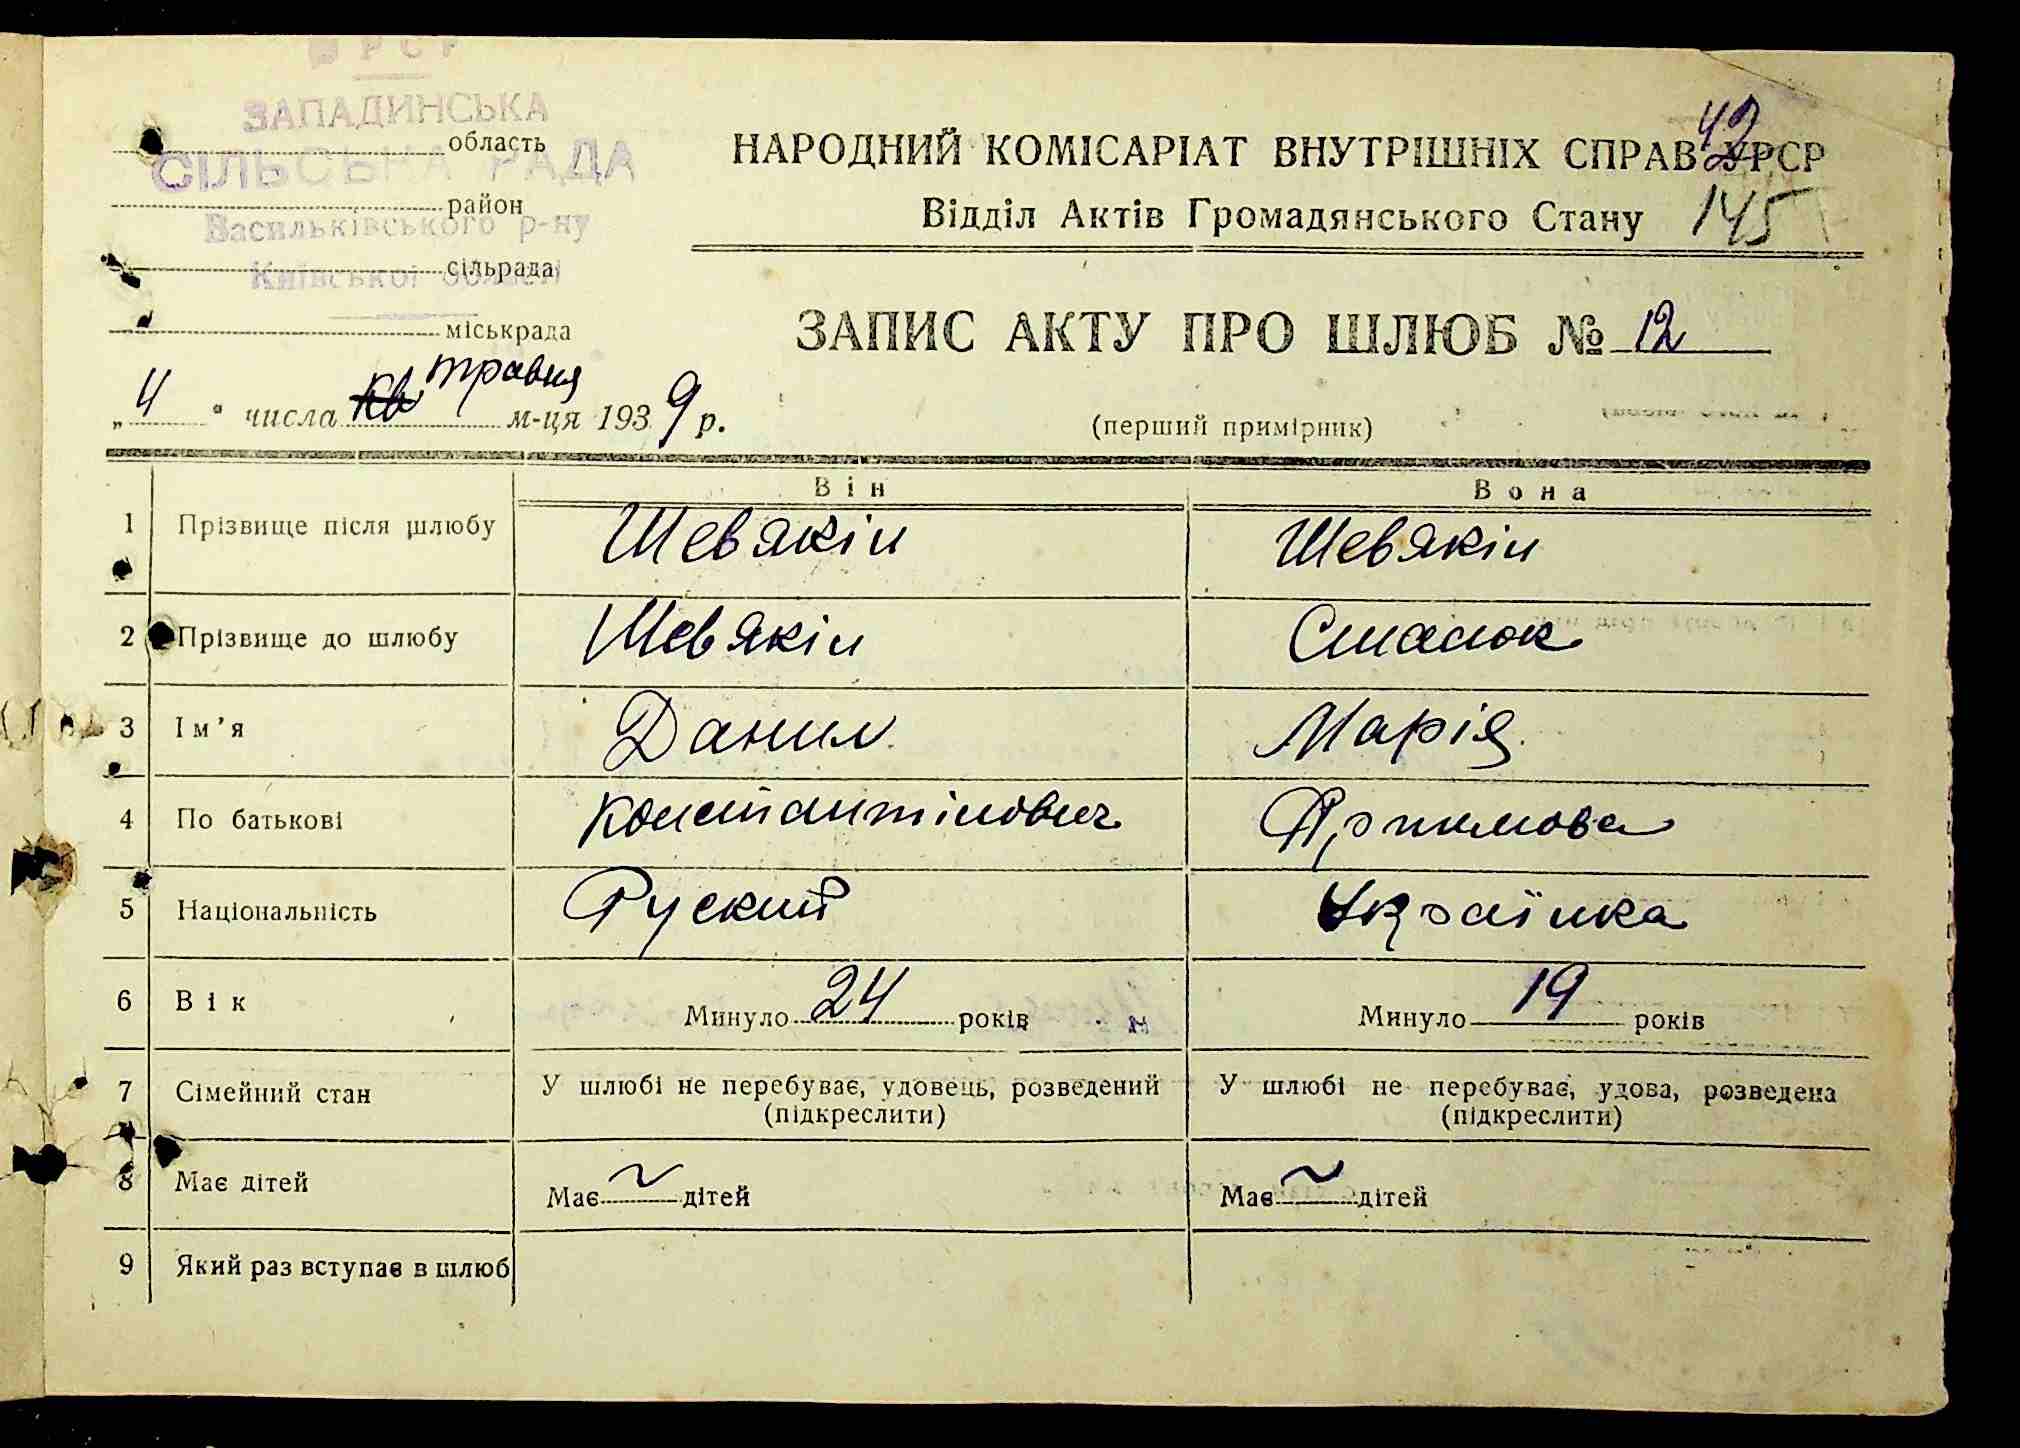 УРСР
ЗАПАДИНСЬКА
область
СІЛЬСЬКА РАДА
район
Васильківського р-ну
сільрада
Київської області
міськрада
42
НАРОДНИЙ КОМІСАРІАТ ВНУТРІШНІХ СПРАВ УРСР
Відділ Актів Громадянського Стану 145
ЗАПИС АКТУ ПРО ШЛЮБ № 12
„ 4 " числа кв травня м-ця 1939 р.
(перший примірник)
Він Вона
1 Прізвище після шлюбу Шевякін Шевякін
2 Прізвище до шлюбу Шевякін
3 Ім'я Данил Марія
4 По батькові Константінович
5 Національність Руский Українка
6 Вік Минуло 24 років Минуло 19 років
7 Сімейний стан У шлюбі не перебуває, удовець, розведений У шлюбі не перебуває, удова, розведена
(підкреслити) (підкреслити)
8 Має дітей Має ~ дітей Має ~ дітей
9 Який раз вступає в шлюб